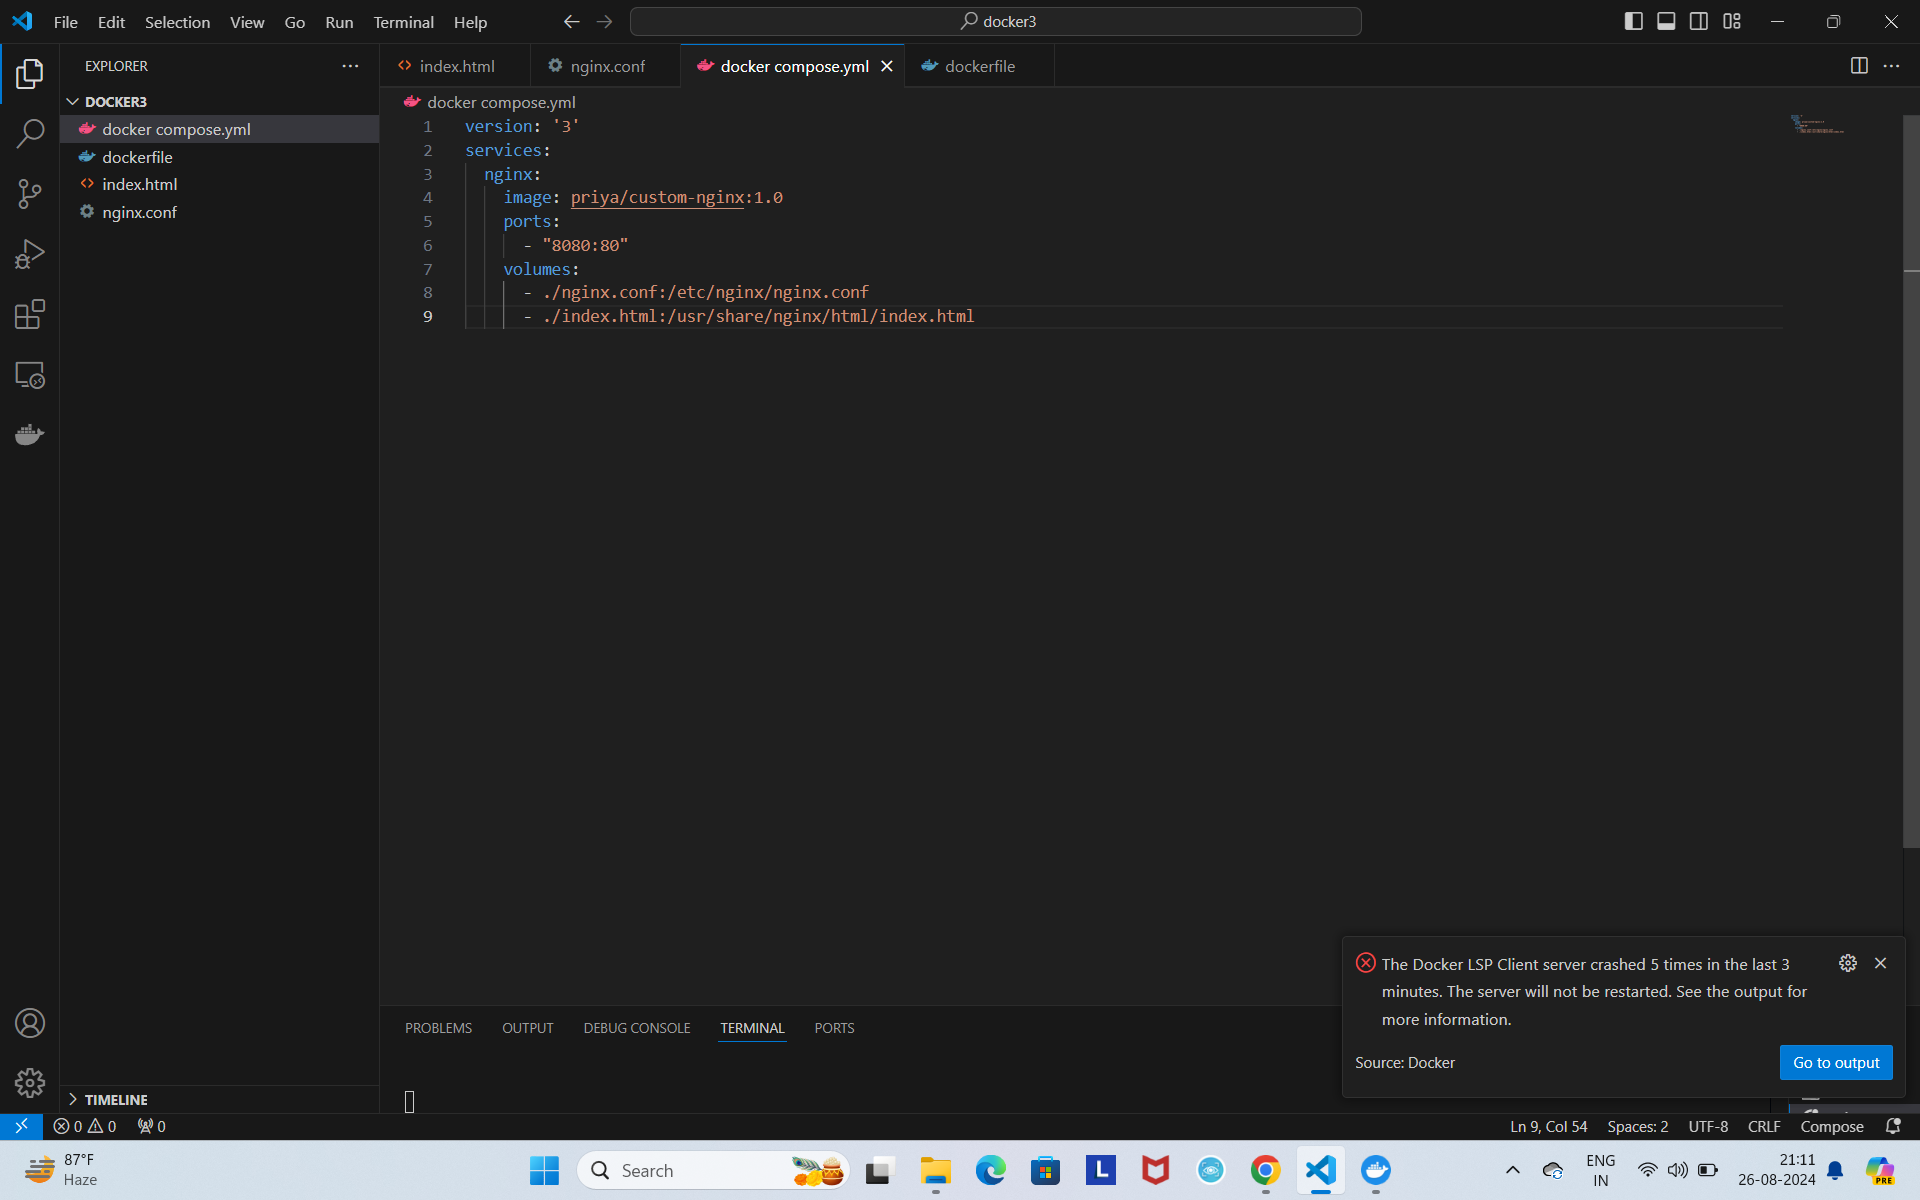 File Edit Selection View Go Run Terminal Help
docker3
EXPLORER
DOCKER3
docker compose.yml
dockerfile
index.html
nginx.conf
TIMELINE
index.html
nginx.conf
docker compose.yml
dockerfile
docker compose.yml
1 version: '3'
2 services:
3 nginx:
4 image: priya/custom-nginx:1.0
5 ports:
6 - "8080:80"
7 volumes:
8 - ./nginx.conf:/etc/nginx/nginx.conf
9 - ./index.html:/usr/share/nginx/html/index.html
PROBLEMS OUTPUT DEBUG CONSOLE TERMINAL PORTS
The Docker LSP Client server crashed 5 times in the last 3
minutes. The server will not be restarted. See the output for
more information.
Source: Docker
Go to output
0 0 0
Ln 9, Col 54 Spaces: 2 UTF-8 CRLF Compose
87°F
Haze
Search
L
ENG
IN
21:11
26-08-2024
PRE